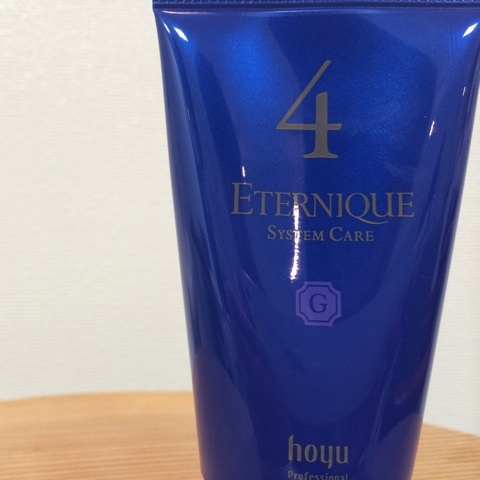 4
ETERNIQUE
SYSTEM CARE
G
hoyu
Professional